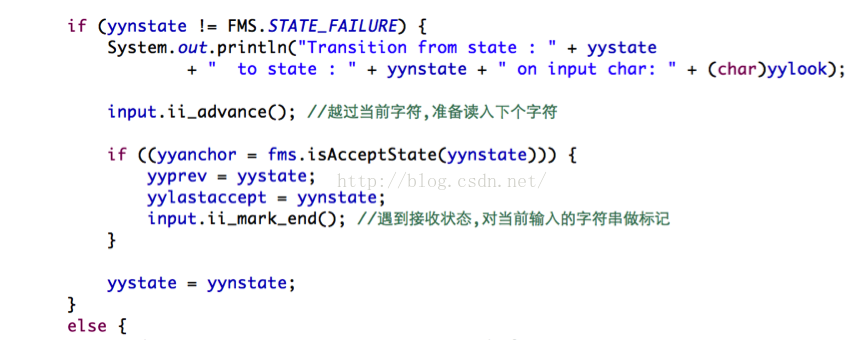 if (yynstate != FMS.STATE_FAILURE) {
System.out.println("Transition from state : " + yystate
+ "  to state : " + yynstate + " on input char: " + (char)yylook);
input.ii_advance(); //越过当前字符,准备读入下个字符
if ((yyanchor = fms.isAcceptState(yynstate))) {
yyprev = yystate;
http://blog.csdn.net/
yylastaccept = yynstate;
input.ii_mark_end(); //遇到接收状态,对当前输入的字符串做标记
}
yystate = yynstate;
}
else {